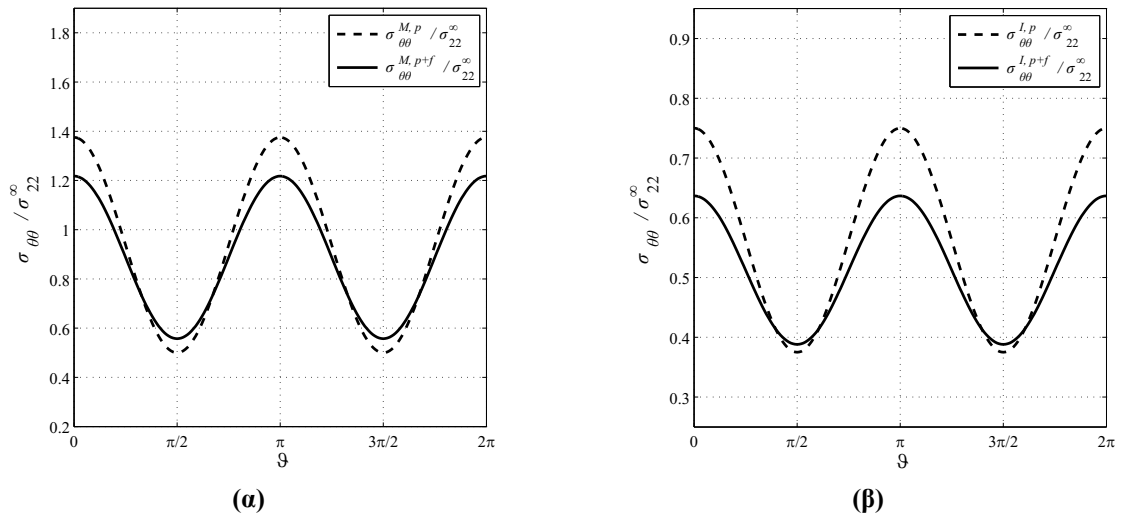 1.8
1.6
1.4
1.2
1
0.8
0.6
0.4
0.2
σ θθ / σ ∞ 22
σ M, p θθ / σ ∞ 22
σ M, p+f θθ / σ ∞ 22
0 π/2 π 3π/2 2π
ϑ
(α)
0.9
0.8
0.7
0.6
0.5
0.4
0.3
σ θθ / σ ∞ 22
σ I, p θθ / σ ∞ 22
σ I, p+f θθ / σ ∞ 22
0 π/2 π 3π/2 2π
ϑ
(β)